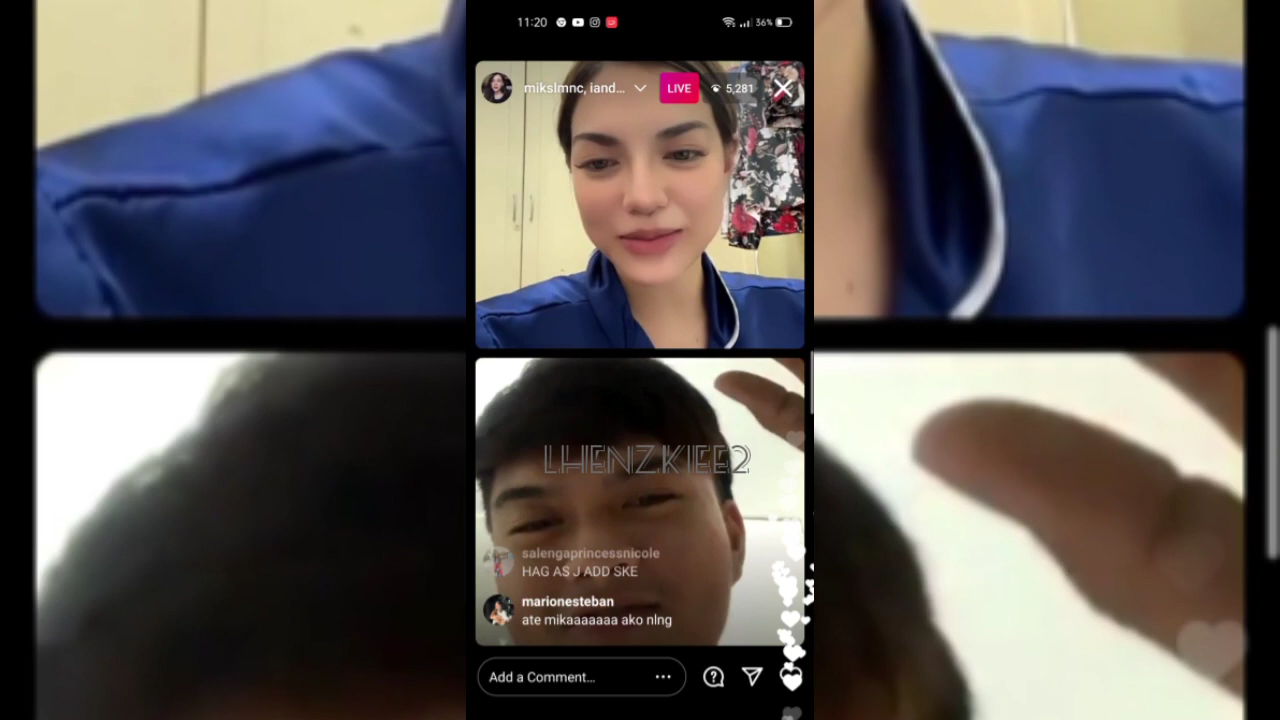 11:20
36%
mikslmnc, iand...
LIVE
5,281
LHENZKIEE2
salengaprincessnicole
HAG AS J ADD SKE
marionesteban
ate mikaaaaaaa ako nlng
Add a Comment...